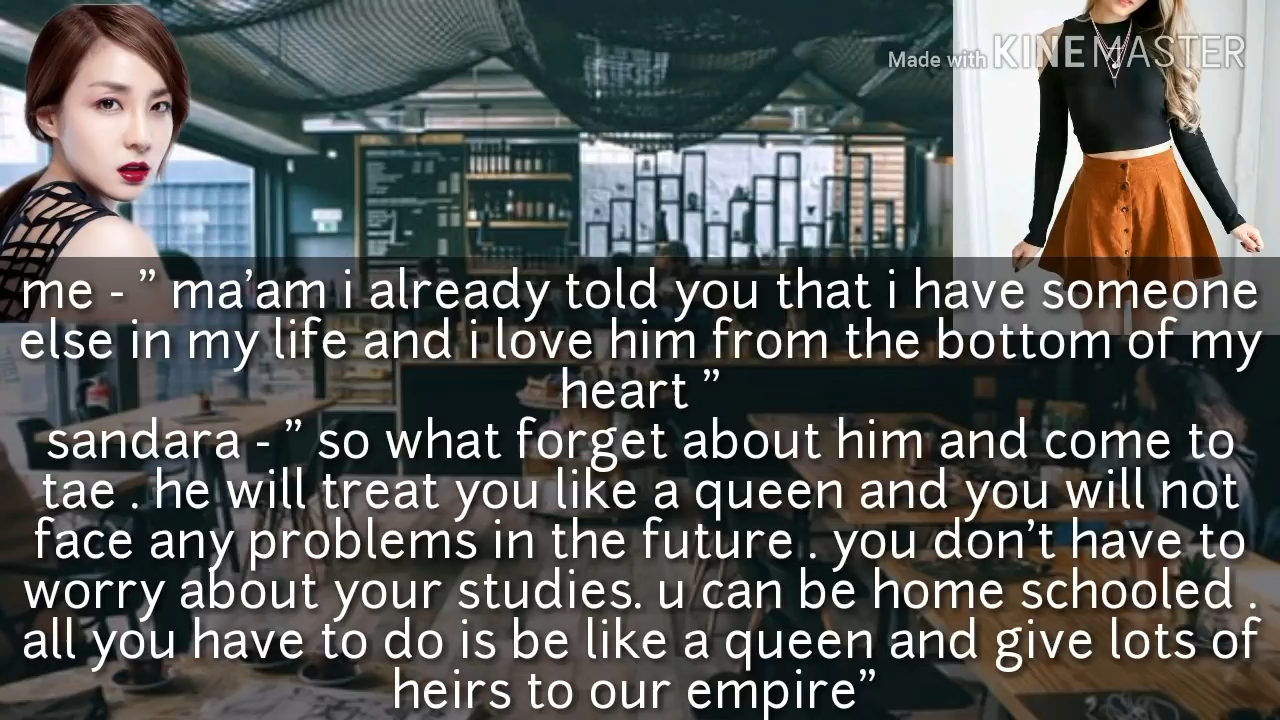 Made with KINEMASTER
me - ” ma’am i already told you that i have someone
else in my life and i love him from the bottom of my
heart ”
sandara - ” so what forget about him and come to
tae . he will treat you like a queen and you will not
face any problems in the future . you don’t have to
worry about your studies. u can be home schooled .
all you have to do is be like a queen and give lots of
heirs to our empire”